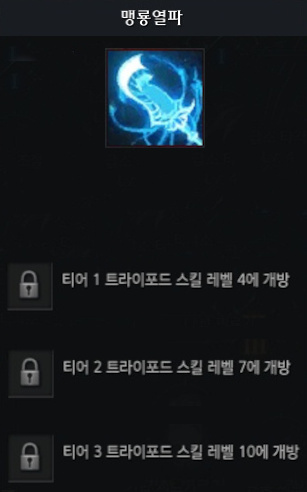 맹룡열파
티어 1 트라이포드 스킬 레벨 4에 개방
티어 2 트라이포드 스킬 레벨 7에 개방
티어 3 트라이포드 스킬 레벨 10에 개방